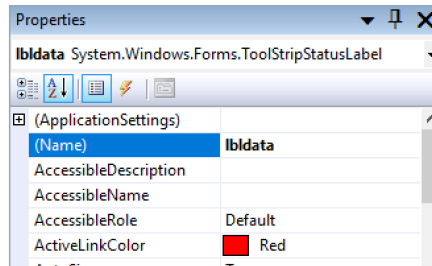 Properties
lbldata System.Windows.Forms.ToolStripStatusLabel
(ApplicationSettings)
(Name) lbldata
AccessibleDescription
AccessibleName
AccessibleRole Default
ActiveLinkColor Red